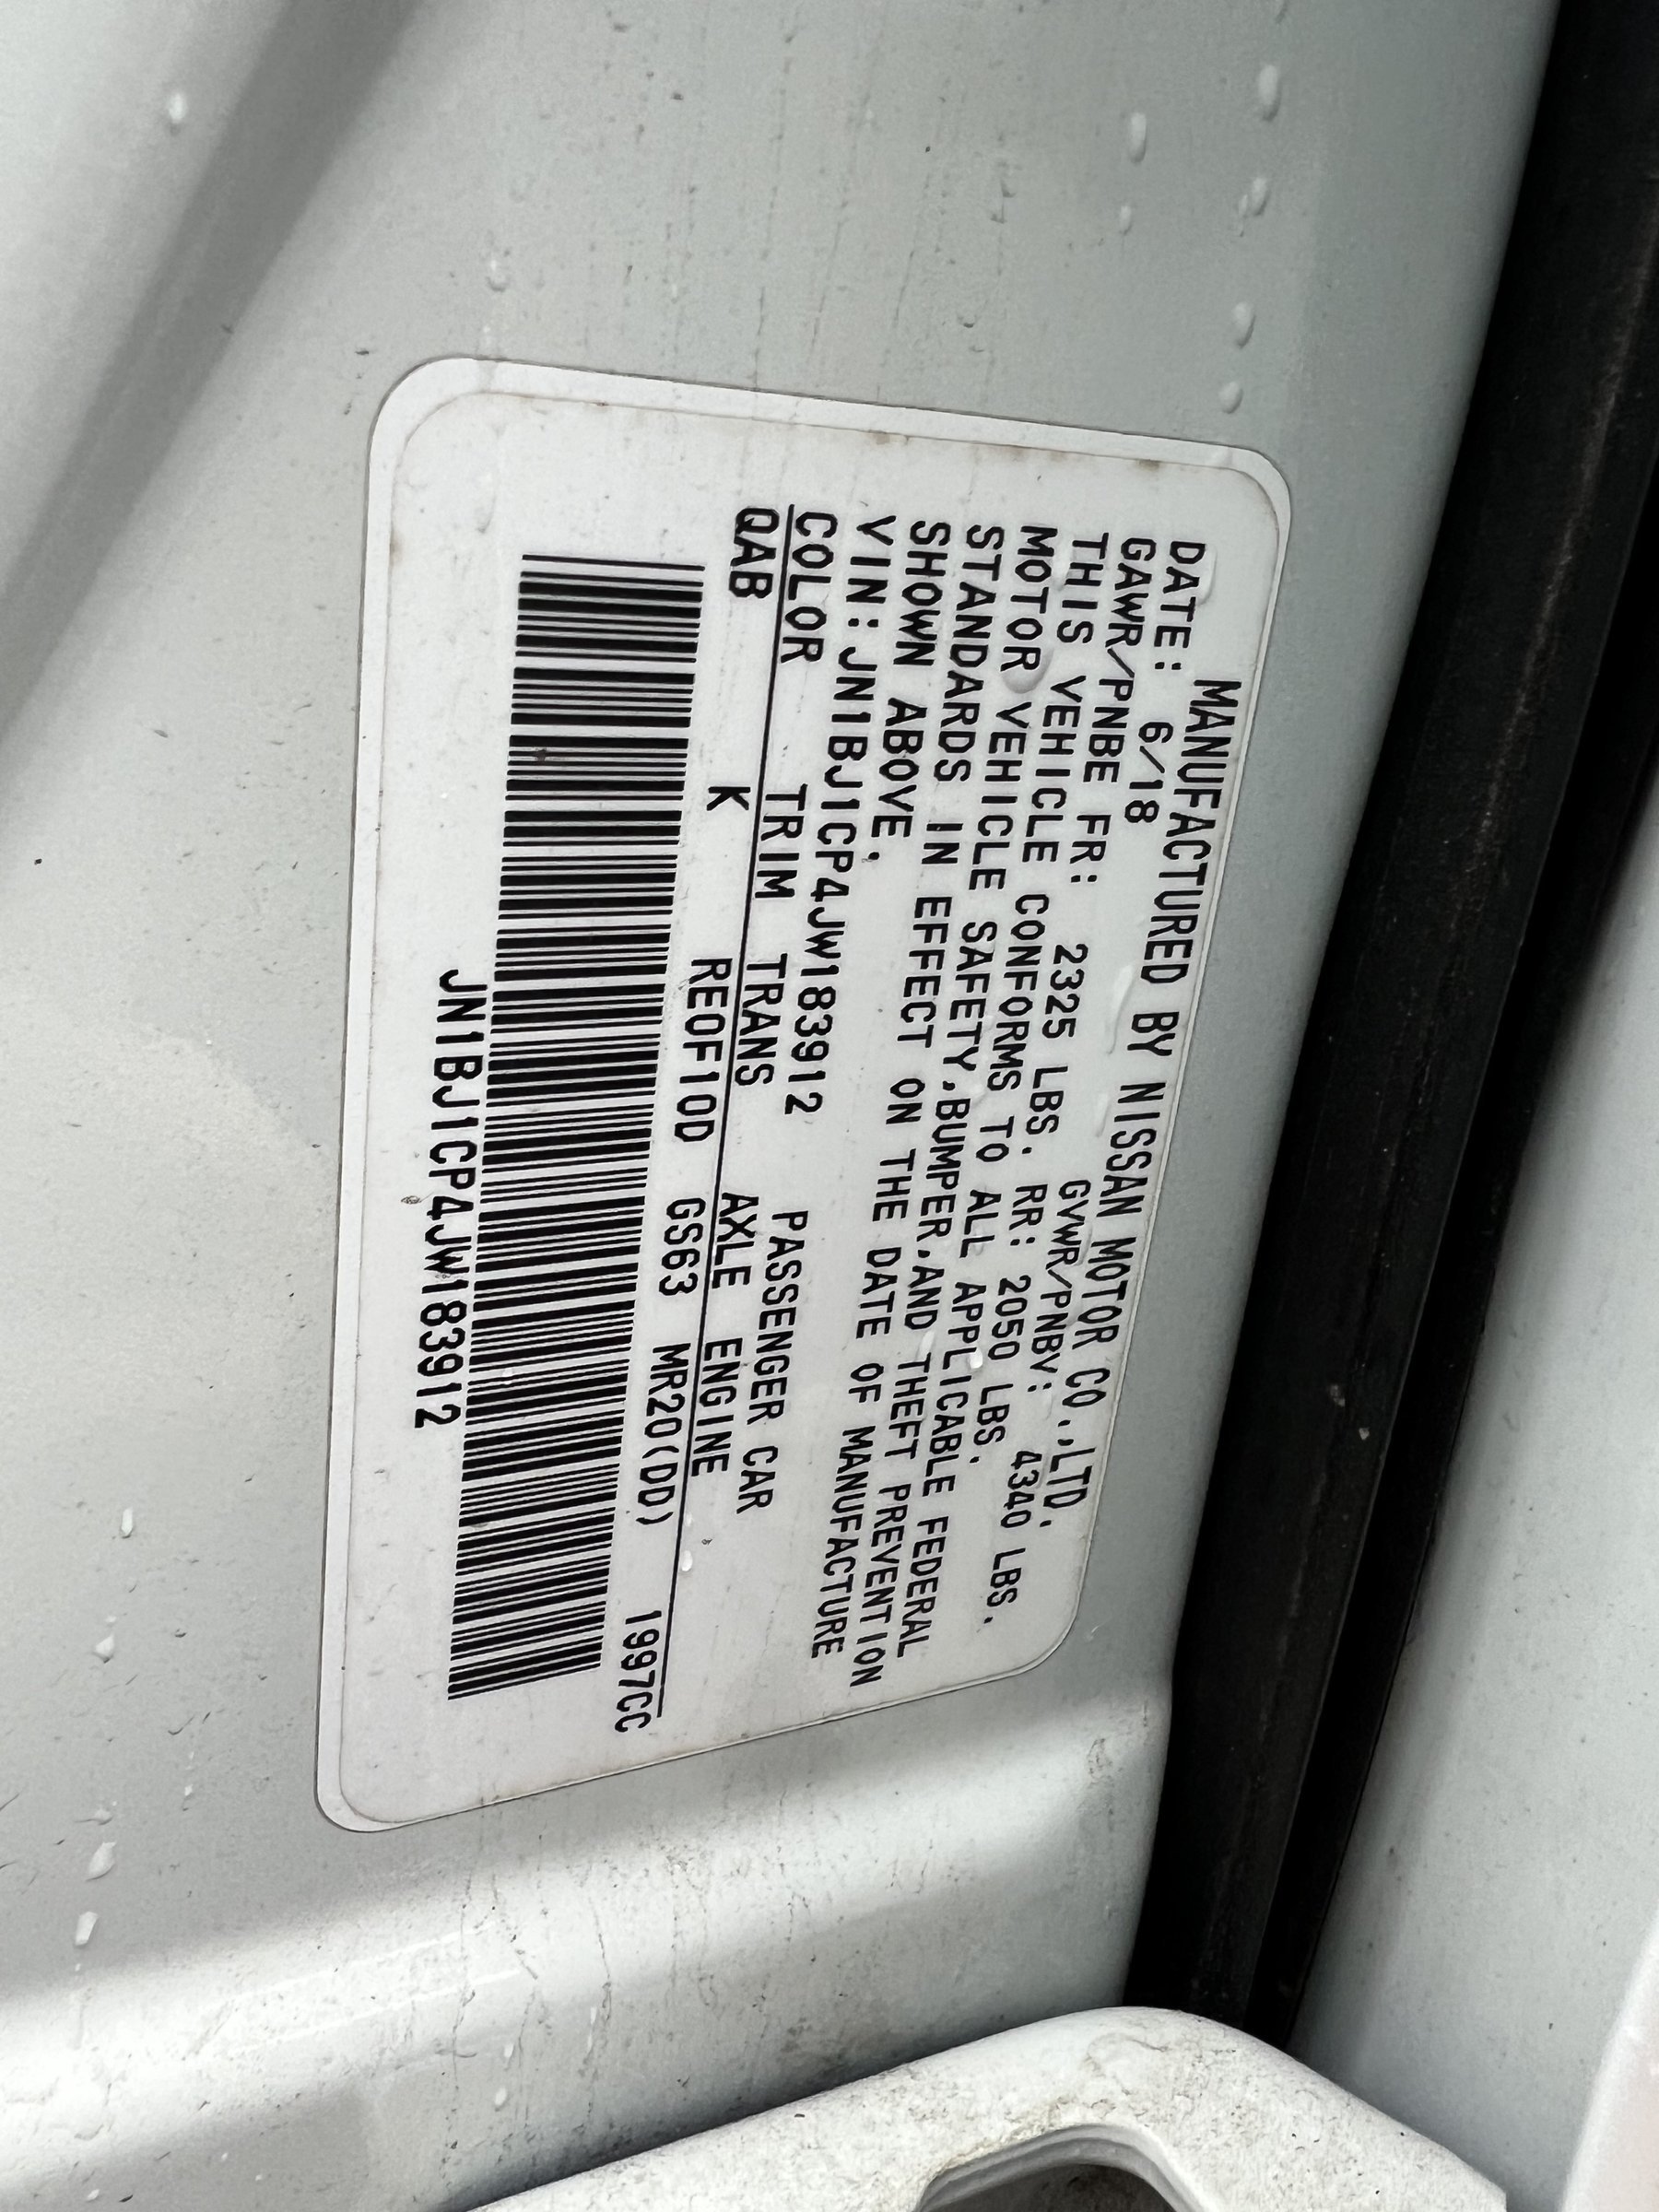 MANUFACTURED BY NISSAN MOTOR CO.,LTD.
DATE: 6/18 GVWR/PNBV: 4340 LBS.
GAWR/PNBE FR: 2325 LBS. RR: 2050 LBS.
THIS VEHICLE CONFORMS TO ALL APPLICABLE FEDERAL
MOTOR VEHICLE SAFETY,BUMPER,AND THEFT PREVENTION
STANDARDS IN EFFECT ON THE DATE OF MANUFACTURE
SHOWN ABOVE.
VIN:JN1BJ1CP4JW183912 PASSENGER CAR
COLOR TRIM TRANS AXLE ENGINE
QAB K RE0F10D GS63 MR20(DD) 1997CC
JN1BJ1CP4JW183912